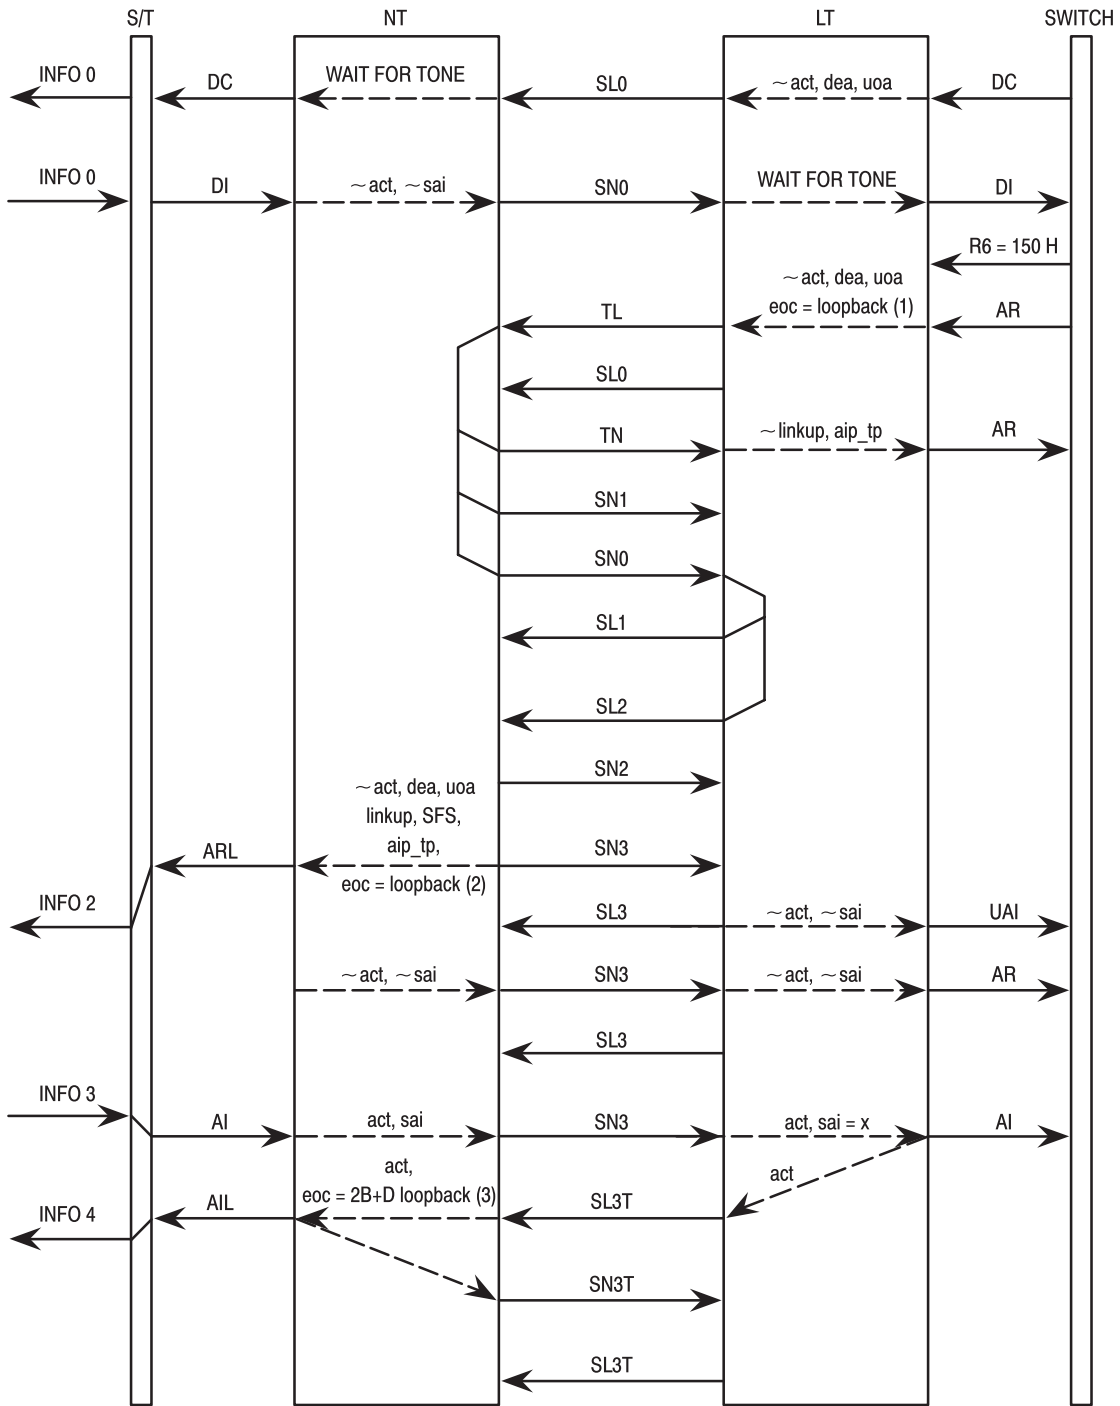 S/T NT LT SWITCH
INFO 0 DC WAIT FOR TONE SL0 ~act, dea, uoa DC
INFO 0 DI ~act, ~sai SN0 WAIT FOR TONE DI
R6 = 150 H
~act, dea, uoa
TL eoc = loopback (1) AR
SL0
TN ~linkup, aip_tp AR
SN1
SN0
SL1
SL2
SN2
~act, dea, uoa
linkup, SFS,
ARL aip_tp, SN3
eoc = loopback (2)
INFO 2 SL3 ~act, ~sai UAI
~act, ~sai SN3 ~act, ~sai AR
SL3
INFO 3
AI act, sai SN3 act, sai = x AI
act,
act
AIL eoc = 2B+D loopback (3) SL3T
INFO 4
SN3T
SL3T